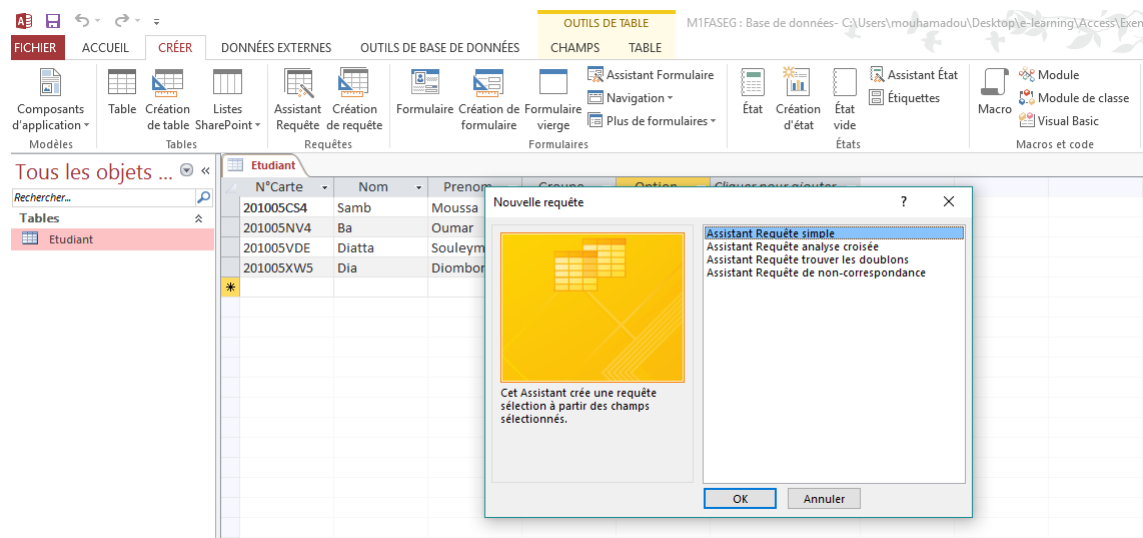 OUTILS DE TABLE
M1FASEG : Base de données- C:\Users\mouhamadou\Desktop\e-learning\Access\Exen
FICHIER ACCUEIL CRÉER DONNÉES EXTERNES OUTILS DE BASE DE DONNÉES CHAMPS TABLE
Composants d'application
Modèles
Table
Création de table
Listes SharePoint
Tables
Assistant Requête
Création de requête
Requêtes
Formulaire
Création de formulaire
Formulaire vierge
Assistant Formulaire
Navigation
Plus de formulaires
Formulaires
État
Création d'état
État vide
Assistant État
Étiquettes
États
Macro
Module
Module de classe
Visual Basic
Macros et code
Tous les objets ...
Rechercher...
Tables
Etudiant
Etudiant
N°Carte Nom Prenom Groupe Option Cliquer pour ajouter
201005CS4 Samb Moussa
201005NV4 Ba Oumar
201005VDE Diatta Souleym
201005XW5 Dia Diombor
Nouvelle requête ?
Assistant Requête simple
Assistant Requête analyse croisée
Assistant Requête trouver les doublons
Assistant Requête de non-correspondance
Cet Assistant crée une requête
sélection à partir des champs
sélectionnés.
OK Annuler